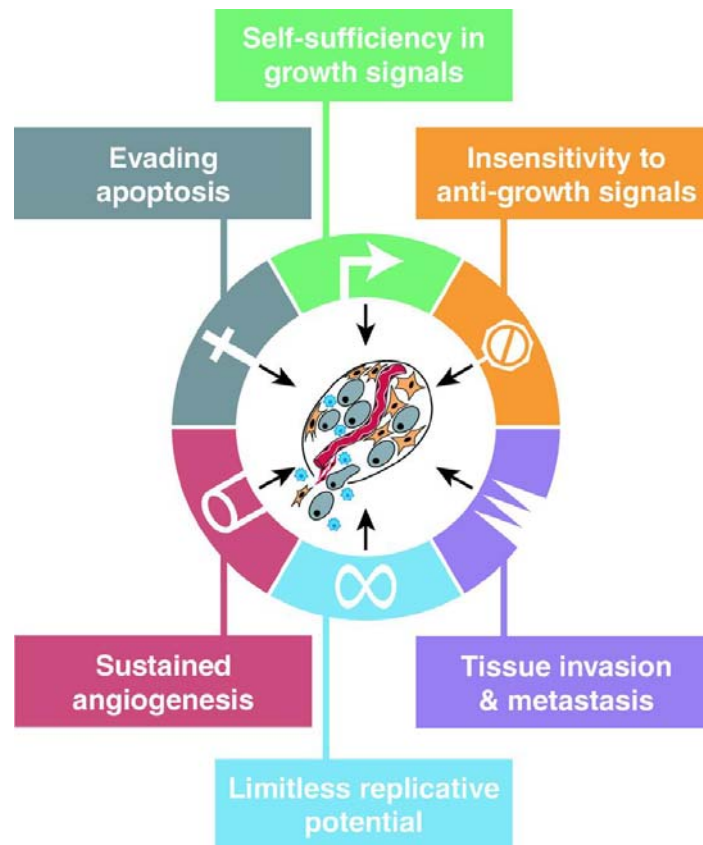 Self-sufficiency in
growth signals
Evading
apoptosis
Insensitivity to
anti-growth signals
Sustained
angiogenesis
Tissue invasion
& metastasis
Limitless replicative
potential